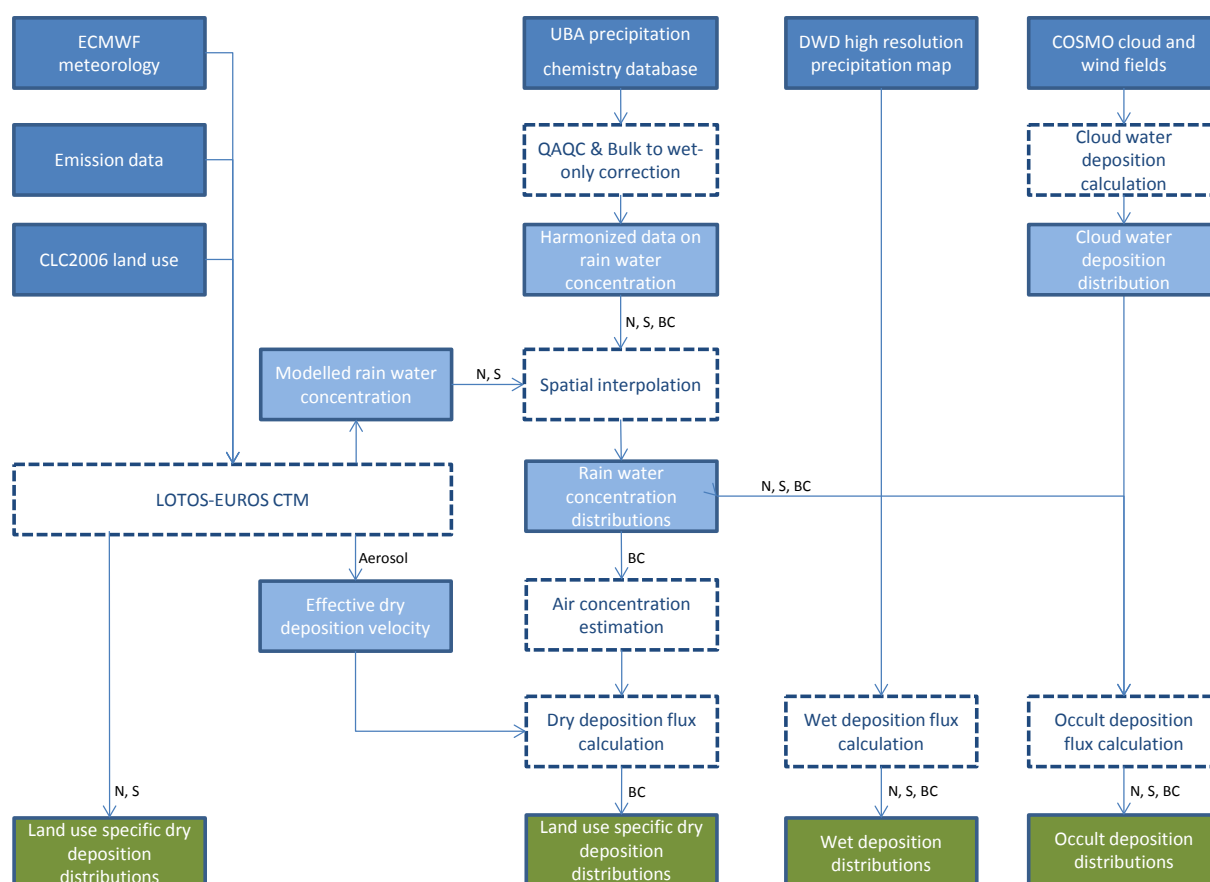 ECMWF
meteorology
UBA precipitation
chemistry database
DWD high resolution
precipitation map
COSMO cloud and
wind fields
Emission data
QAQC & Bulk to wet-
only correction
Cloud water
deposition
calculation
CLC2006 land use
Harmonized data on
rain water
concentration
Cloud water
deposition
distribution
N, S, BC
Modelled rain water
concentration
N, S
Spatial interpolation
LOTOS-EUROS CTM
Rain water
concentration
distributions
N, S, BC
Aerosol
BC
Effective dry
deposition velocity
Air concentration
estimation
Dry deposition flux
calculation
Wet deposition flux
calculation
Occult deposition
flux calculation
N, S
BC
N, S, BC
N, S, BC
Land use specific dry
deposition
distributions
Land use specific dry
deposition
distributions
Wet deposition
distributions
Occult deposition
distributions